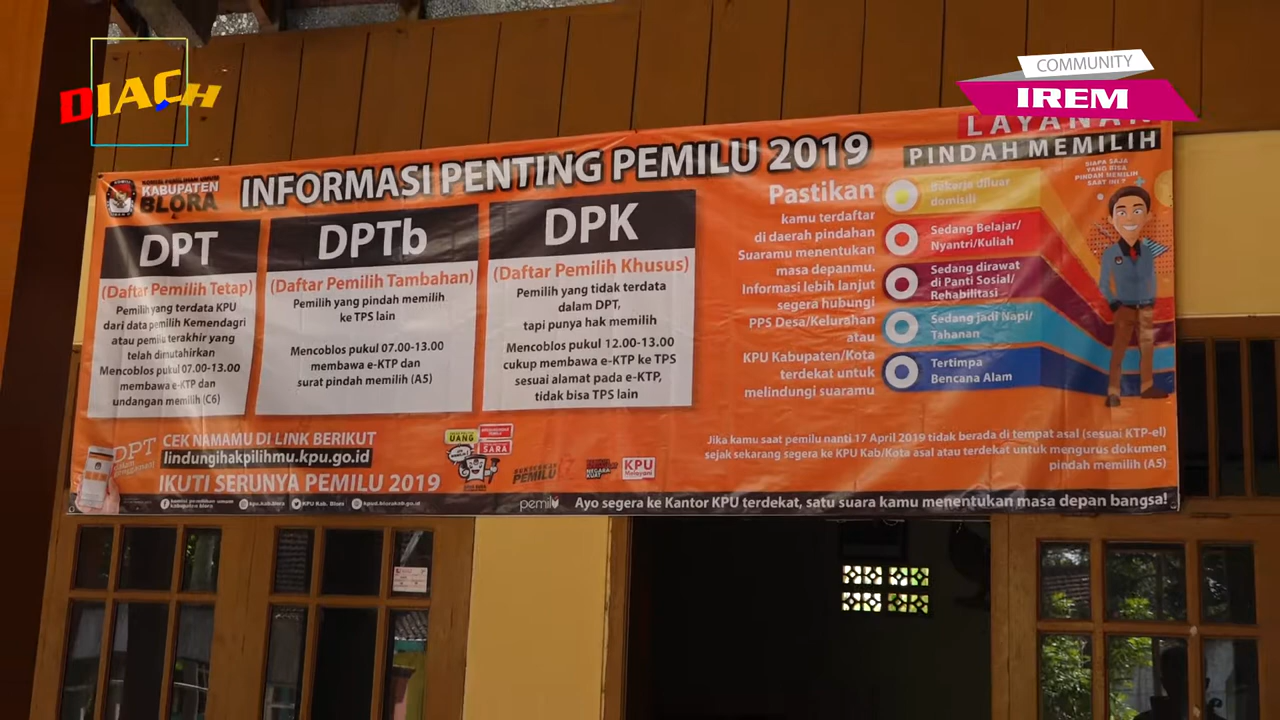 DIACH
COMMUNITY
IREM
KABUPATEN
BLORA
INFORMASI PENTING PEMILU 2019
LAYANAN
PINDAH MEMILIH
SIAPA SAJA
YANG BISA
PINDAH MEMILIH
SAAT INI ?
DPT
(Daftar Pemilih Tetap)
Pemilih yang terdata KPU
dari data pemilih Kemendagri
atau pemilu terakhir yang
telah dimutahirkan
Mencoblos pukul 07.00-13.00
membawa e-KTP dan
undangan memilih (C6)
DPTb
(Daftar Pemilih Tambahan)
Pemilih yang pindah memilih
ke TPS lain
Mencoblos pukul 07.00-13.00
membawa e-KTP dan
surat pindah memilih (A5)
DPK
(Daftar Pemilih Khusus)
Pemilih yang tidak terdata
dalam DPT,
tapi punya hak memilih
Mencoblos pukul 12.00-13.00
cukup membawa e-KTP ke TPS
sesuai alamat pada e-KTP,
tidak bisa TPS lain
Pastikan
kamu terdaftar
di daerah pindahan
Suaramu menentukan
masa depanmu.
Informasi lebih lanjut
segera hubungi
PPS Desa/Kelurahan
atau
KPU Kabupaten/Kota
terdekat untuk
melindungi suaramu
Bekerja diluar
domisili
Sedang Belajar/
Nyantri/Kuliah
Sedang dirawat
di Panti Sosial/
Rehabilitasi
Sedang jadi Napi/
Tahanan
Tertimpa
Bencana Alam
DPT
CEK NAMAMU DI LINK BERIKUT
lindungihakpilihmu.kpu.go.id
IKUTI SERUNYA PEMILU 2019
UANG
SARA
PEMILU
KPU
Melayani
Jika kamu saat pemilu nanti 17 April 2019 tidak berada di tempat asal (sesuai KTP-el)
sejak sekarang segera ke KPU Kab/Kota asal atau terdekat untuk mengurus dokumen
pindah memilih (A5)
KPU Kab. Blora
pemilu
Ayo segera ke Kantor KPU terdekat, satu suara kamu menentukan masa depan bangsa!